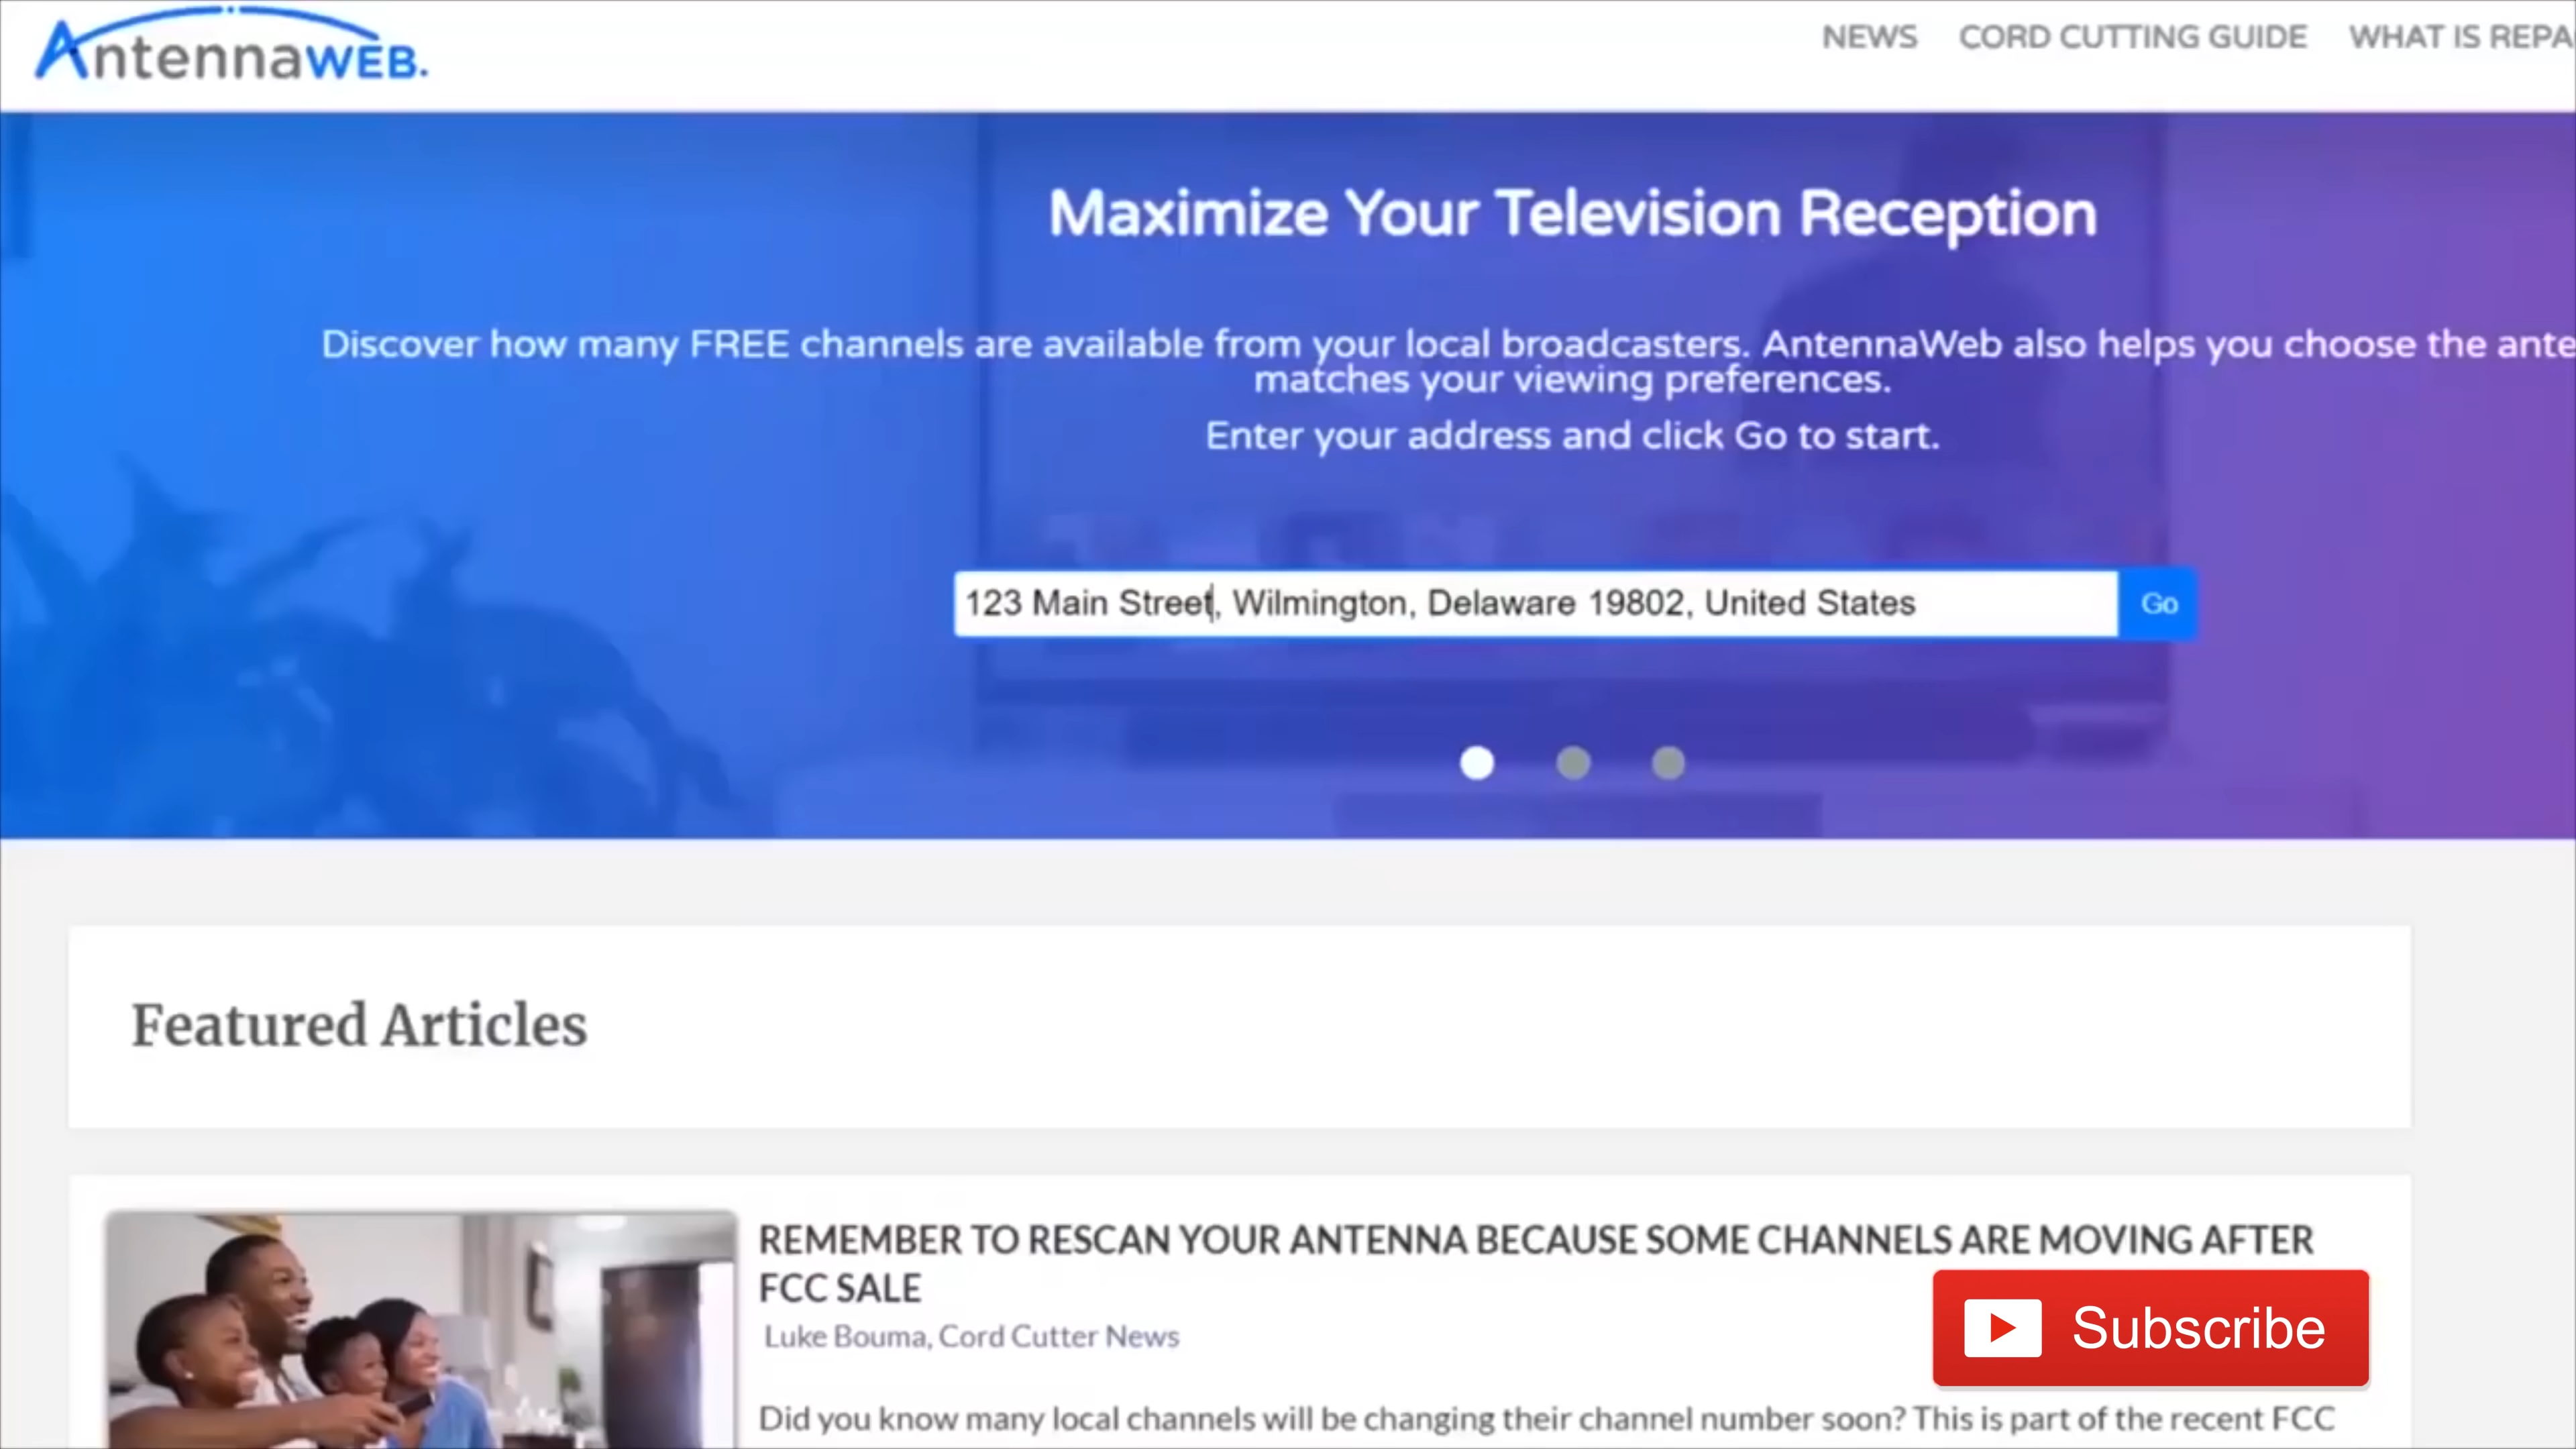 AntennaWEB.
NEWS CORD CUTTING GUIDE WHAT IS REPA
Maximize Your Television Reception
Discover how many FREE channels are available from your local broadcasters. AntennaWeb also helps you choose the ante
matches your viewing preferences.
Enter your address and click Go to start.
123 Main Street, Wilmington, Delaware 19802, United States Go
Featured Articles
REMEMBER TO RESCAN YOUR ANTENNA BECAUSE SOME CHANNELS ARE MOVING AFTER
FCC SALE
Luke Bouma, Cord Cutter News
Subscribe
Did you know many local channels will be changing their channel number soon? This is part of the recent FCC